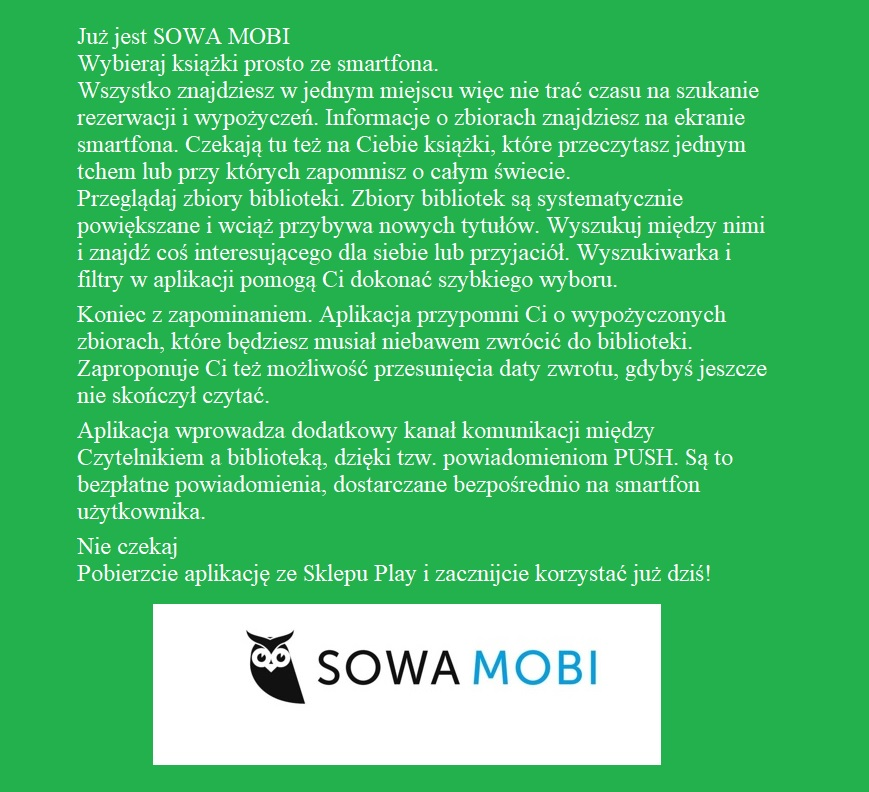 Już jest SOWA MOBI
Wybieraj książki prosto ze smartfona.
Wszystko znajdziesz w jednym miejscu więc nie trać czasu na szukanie
rezerwacji i wypożyczeń. Informacje o zbiorach znajdziesz na ekranie
smartfona. Czekają tu też na Ciebie książki, które przeczytasz jednym
tchem lub przy których zapomnisz o całym świecie.
Przeglądaj zbiory biblioteki. Zbiory bibliotek są systematycznie
powiększane i wciąż przybywa nowych tytułów. Wyszukuj między nimi
i znajdź coś interesującego dla siebie lub przyjaciół. Wyszukiwarka i
filtry w aplikacji pomogą Ci dokonać szybkiego wyboru.
Koniec z zapominaniem. Aplikacja przypomni Ci o wypożyczonych
zbiorach, które będziesz musiał niebawem zwrócić do biblioteki.
Zaproponuje Ci też możliwość przesunięcia daty zwrotu, gdybyś jeszcze
nie skończył czytać.
Aplikacja wprowadza dodatkowy kanał komunikacji między
Czytelnikiem a biblioteką, dzięki tzw. powiadomieniom PUSH. Są to
bezpłatne powiadomienia, dostarczane bezpośrednio na smartfon
użytkownika.
Nie czekaj
Pobierzcie aplikację ze Sklepu Play i zacznijcie korzystać już dziś!
SOWA MOBI